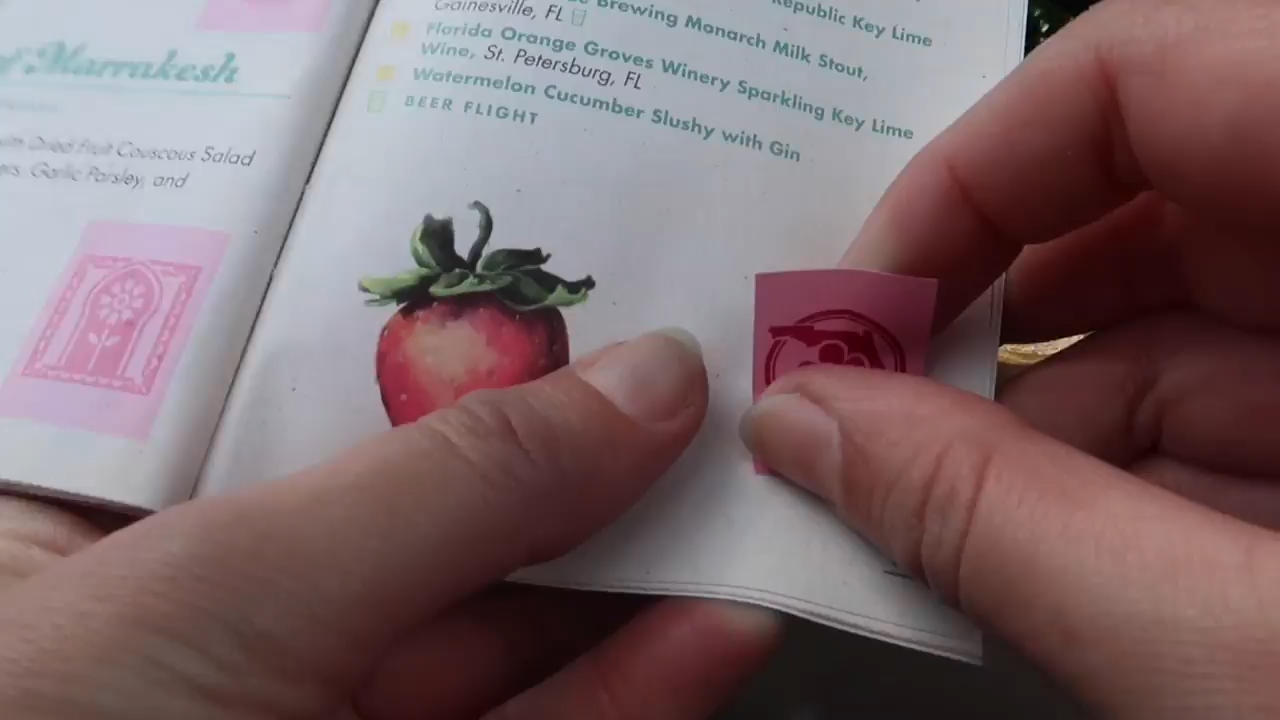 of Marrakesh
Dried Fruit Couscous Salad
Garlic Parsley, and
Republic Key Lime
Brewing Monarch Milk Stout,
Gainesville, FL
Florida Orange Groves Winery Sparkling Key Lime
Wine, St. Petersburg, FL
Watermelon Cucumber Slushy with Gin
BEER FLIGHT